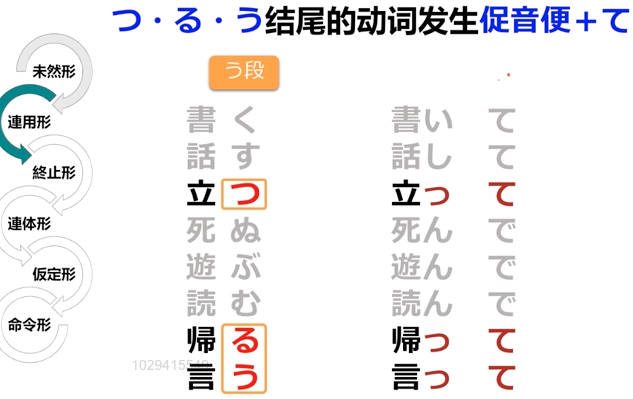 つ・る・う结尾的动词发生促音便＋て
う段
未然形
連用形
終止形
連体形
仮定形
命令形
書 く 書い て
話 す 話し て
立 つ 立っ て
死 ぬ 死ん で
遊 ぶ 遊ん で
読 む 読ん で
帰 る 帰っ て
言 う 言っ て